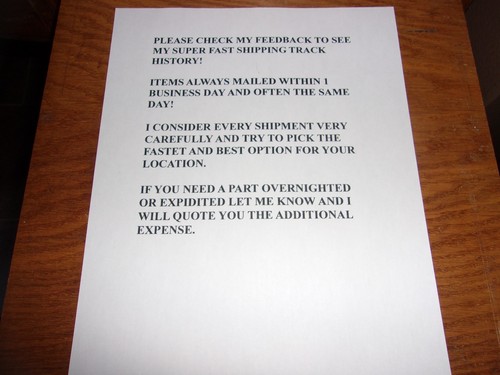 PLEASE CHECK MY FEEDBACK TO SEE
MY SUPER FAST SHIPPING TRACK
HISTORY!
ITEMS ALWAYS MAILED WITHIN 1
BUSINESS DAY AND OFTEN THE SAME
DAY!
I CONSIDER EVERY SHIPMENT VERY
CAREFULLY AND TRY TO PICK THE
FASTET AND BEST OPTION FOR YOUR
LOCATION.
IF YOU NEED A PART OVERNIGHTED
OR EXPIDITED LET ME KNOW AND I
WILL QUOTE YOU THE ADDITIONAL
EXPENSE.